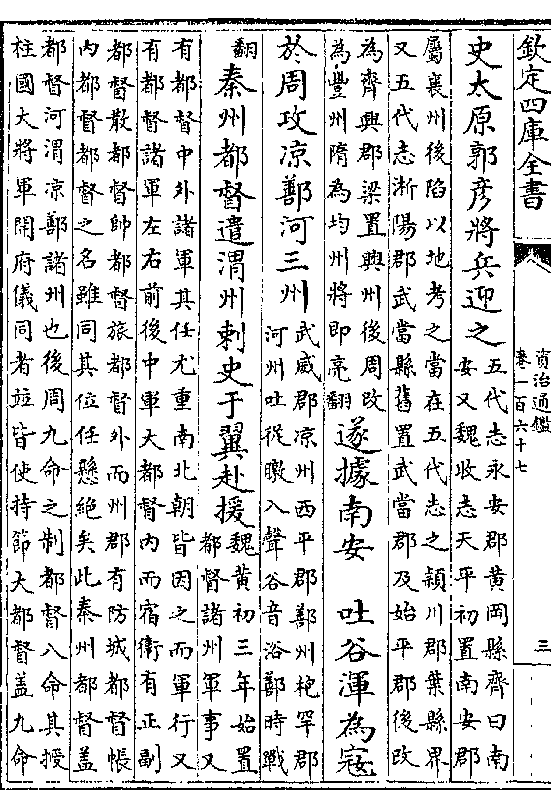 欽定四庫全書
資治通鑑
卷一百六十七
三
史太原郭彦將兵迎之
五代志永安郡黄岡縣齊曰南
安又魏收志天平初置南安郡
屬襄州後陷以地考之當在五代志之潁川郡葉縣界
又五代志淅陽郡武當縣舊置武當郡及始平郡後改
為齊興郡梁置興州後周改
為豐州隋為均州將即亮翻
遂據南安　吐谷渾為寇
於周攻凉鄯河三州
武威郡凉州西平郡鄯州枹罕郡
河州吐從暾入聲谷音浴鄯時戰
翻
秦州都督遣渭州刺史于翼赴援
魏黄初三年始置
都督諸州軍事又
有都督中外諸軍其任尤重南北朝皆因之而軍行又
有都督諸軍左右前後中軍大都督内而宿衛有正副
都督散都督帥都督旅都督外而州郡有防城都督帳
内都督都督之名雖同其位任懸絶矣此秦州都督盖
都督河渭凉鄯諸州也後周九命之制都督八命其授
柱國大將軍開府儀同者竝皆使持節大都督盖九命